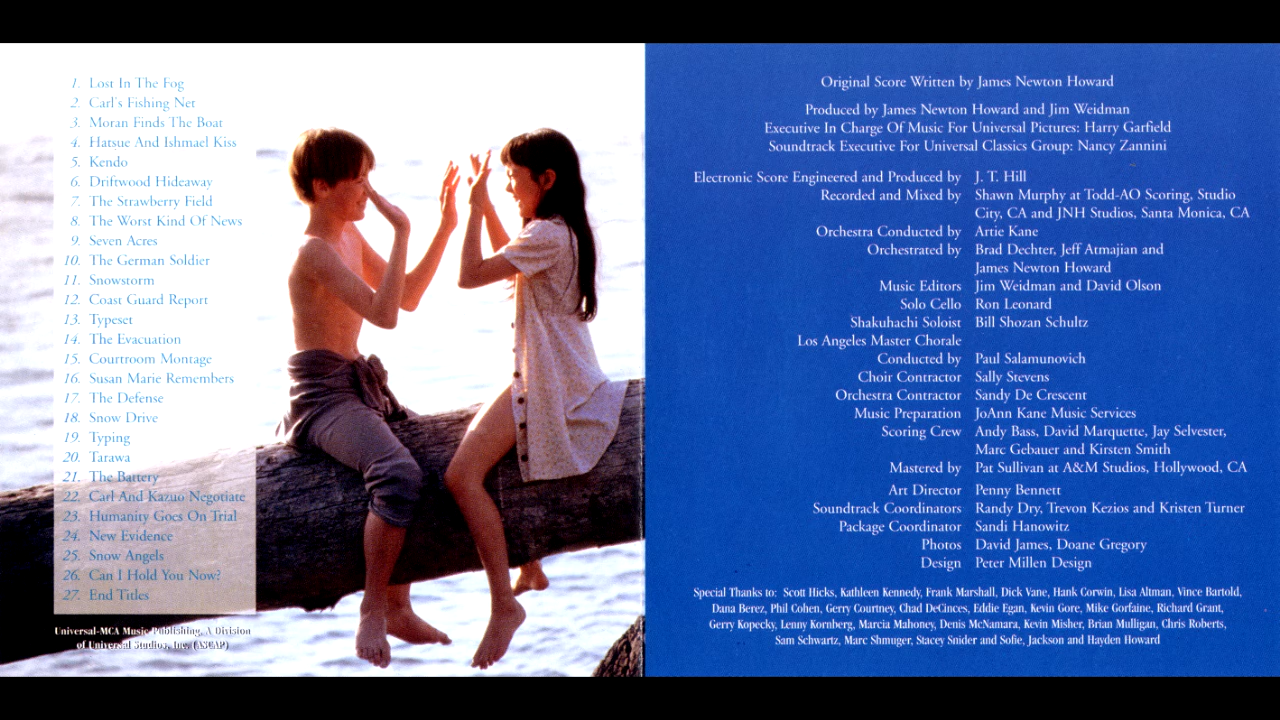 1. Lost In The Fog
2. Carl's Fishing Net
3. Moran Finds The Boat
4. Hatsue And Ishmael Kiss
5. Kendo
6. Driftwood Hideaway
7. The Strawberry Field
8. The Worst Kind Of News
9. Seven Acres
10. The German Soldier
11. Snowstorm
12. Coast Guard Report
13. Typeset
14. The Evacuation
15. Courtroom Montage
16. Susan Marie Remembers
17. The Defense
18. Snow Drive
19. Typing
20. Tarawa
21. The Battery
22. Carl And Kazuo Negotiate
23. Humanity Goes On Trial
24. New Evidence
25. Snow Angels
26. Can I Hold You Now?
27. End Titles
Universal-MCA Music Publishing, A Division
of Universal Studios, Inc. (ASCAP)
Original Score Written by James Newton Howard
Produced by James Newton Howard and Jim Weidman
Executive In Charge Of Music For Universal Pictures: Harry Garfield
Soundtrack Executive For Universal Classics Group: Nancy Zannini
Electronic Score Engineered and Produced by J. T. Hill
Recorded and Mixed by Shawn Murphy at Todd-AO Scoring, Studio
City, CA and JNH Studios, Santa Monica, CA
Orchestra Conducted by Artie Kane
Orchestrated by Brad Dechter, Jeff Atmajian and
James Newton Howard
Music Editors Jim Weidman and David Olson
Solo Cello Ron Leonard
Shakuhachi Soloist Bill Shozan Schultz
Los Angeles Master Chorale
Conducted by Paul Salamunovich
Choir Contractor Sally Stevens
Orchestra Contractor Sandy De Crescent
Music Preparation JoAnn Kane Music Services
Scoring Crew Andy Bass, David Marquette, Jay Selvester,
Marc Gebauer and Kirsten Smith
Mastered by Pat Sullivan at A&M Studios, Hollywood, CA
Art Director Penny Bennett
Soundtrack Coordinators Randy Dry, Trevon Kezios and Kristen Turner
Package Coordinator Sandi Hanowitz
Photos David James, Doane Gregory
Design Peter Millen Design
Special Thanks to: Scott Hicks, Kathleen Kennedy, Frank Marshall, Dick Vane, Hank Corwin, Lisa Altman, Vince Bartold,
Dana Berez, Phil Cohen, Gerry Courtney, Chad DeCinces, Eddie Egan, Kevin Gore, Mike Gorfaine, Richard Grant,
Gerry Kopecky, Lenny Kornberg, Marcia Mahoney, Denis McNamara, Kevin Misher, Brian Mulligan, Chris Roberts,
Sam Schwartz, Marc Shmuger, Stacey Snider and Sofie, Jackson and Hayden Howard